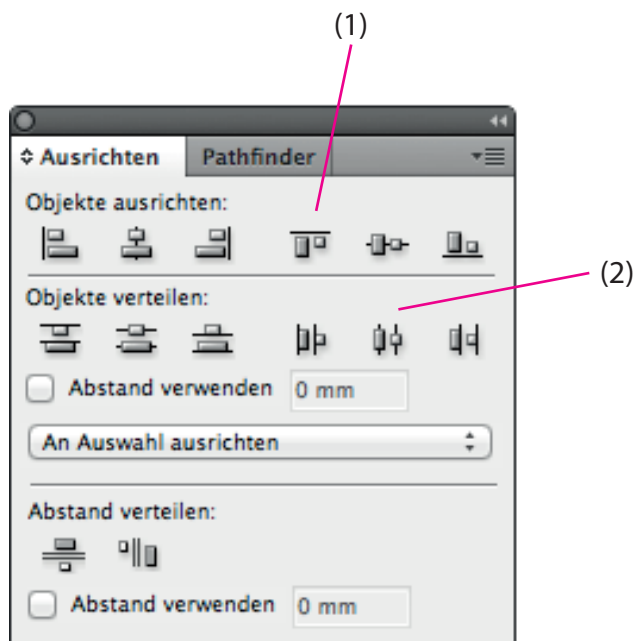 (1)
Ausrichten Pathfinder
Objekte ausrichten:
(2)
Objekte verteilen:
Abstand verwenden 0 mm
An Auswahl ausrichten
Abstand verteilen:
Abstand verwenden 0 mm